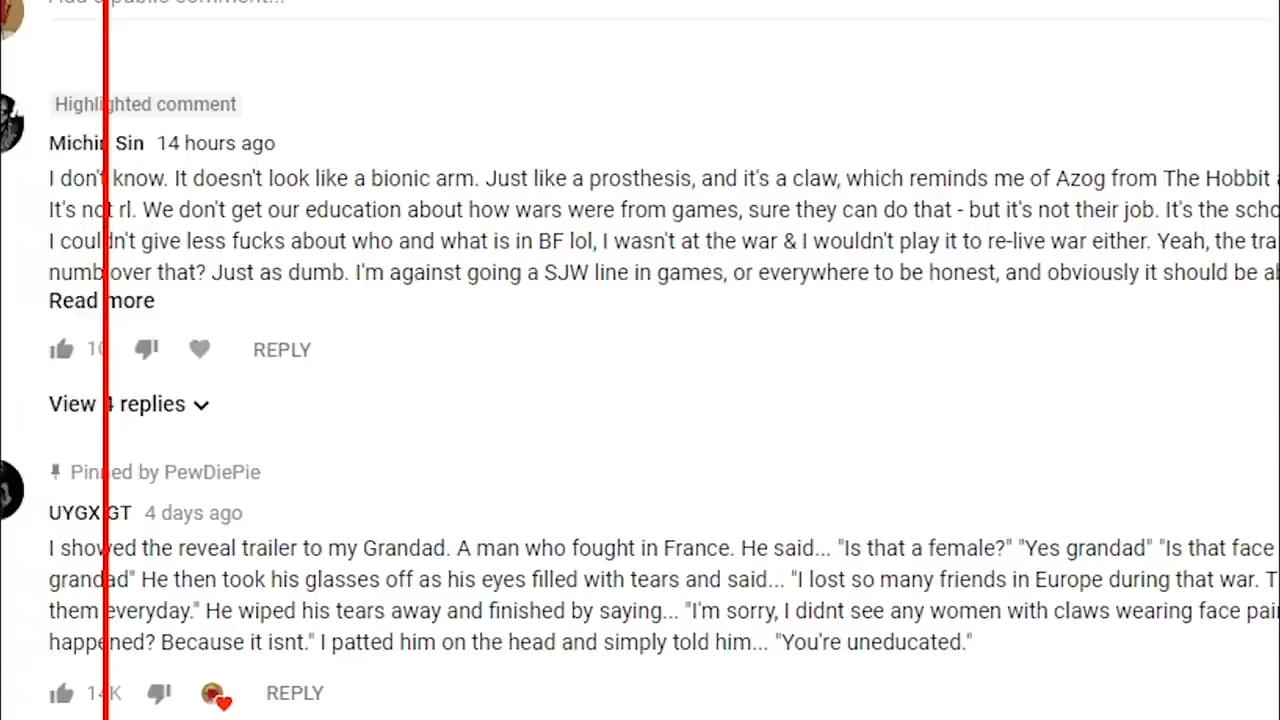 Add a public comment...
Highlighted comment
Michin Sin 14 hours ago
I don't know. It doesn't look like a bionic arm. Just like a prosthesis, and it's a claw, which reminds me of Azog from The Hobbit
It's not rl. We don't get our education about how wars were from games, sure they can do that - but it's not their job. It's the
I couldn't give less fucks about who and what is in BF lol, I wasn't at the war & I wouldn't play it to re-live war either. Yeah, the
numb over that? Just as dumb. I'm against going a SJW line in games, or everywhere to be honest, and obviously it should be
Read more
REPLY
View 4 replies
Pinned by PewDiePie
UYGX GT 4 days ago
I showed the reveal trailer to my Grandad. A man who fought in France. He said... "Is that a female?" "Yes grandad" "Is that face
grandad" He then took his glasses off as his eyes filled with tears and said... "I lost so many friends in Europe during that war.
them everyday." He wiped his tears away and finished by saying... "I'm sorry, I didnt see any women with claws wearing face
happened? Because it isnt." I patted him on the head and simply told him... "You're uneducated."
REPLY